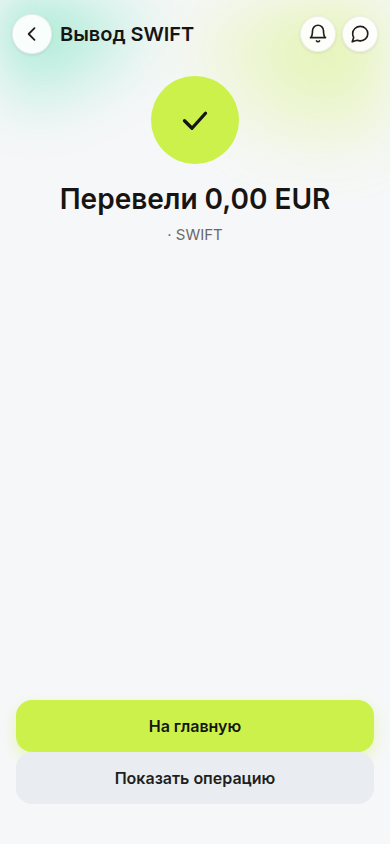 Вывод SWIFT
Перевели 0,00 EUR
· SWIFT
На главную
Показать операцию